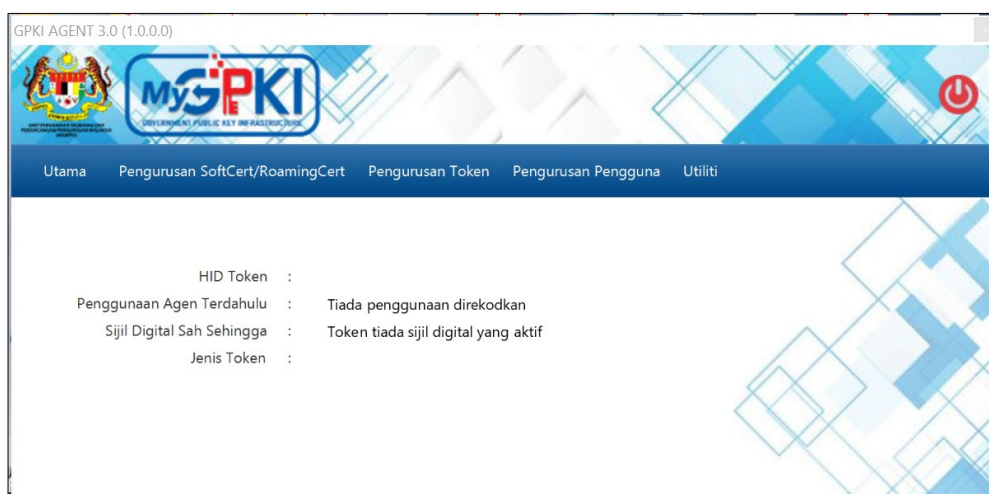 GPKI AGENT 3.0 (1.0.0.0)
MyGPKI
GOVERNMENT PUBLIC KEY INFRASTRUCTURE
Utama Pengurusan SoftCert/RoamingCert Pengurusan Token Pengurusan Pengguna Utiliti
HID Token :
Penggunaan Agen Terdahulu : Tiada penggunaan direkodkan
Sijil Digital Sah Sehingga : Token tiada sijil digital yang aktif
Jenis Token :